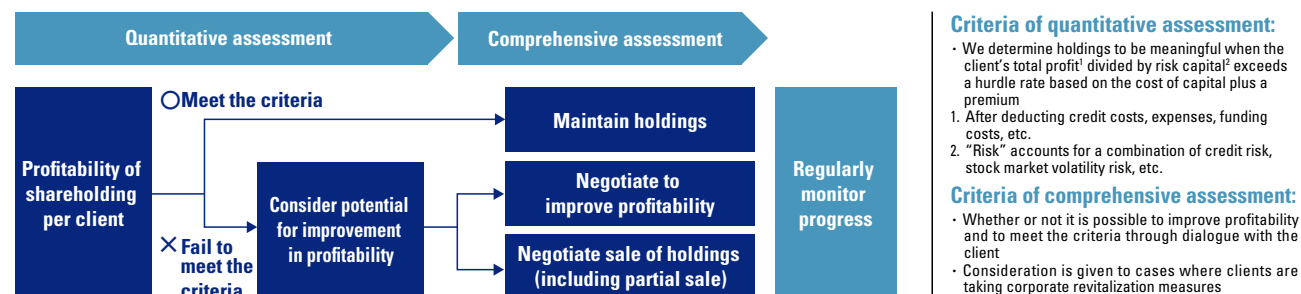 Quantitative assessment
Comprehensive assessment
Profitability of
shareholding
per client
○Meet the criteria
×Fail to
meet the
criteria
Consider potential
for improvement
in profitability
Maintain holdings
Negotiate to
improve profitability
Negotiate sale of holdings
(including partial sale)
Regularly
monitor
progress
Criteria of quantitative assessment:
・We determine holdings to be meaningful when the
client's total profit¹ divided by risk capital² exceeds
a hurdle rate based on the cost of capital plus a
premium
1. After deducting credit costs, expenses, funding
costs, etc.
2. “Risk” accounts for a combination of credit risk,
stock market volatility risk, etc.
Criteria of comprehensive assessment:
・Whether or not it is possible to improve profitability
and to meet the criteria through dialogue with the
client
・Consideration is given to cases where clients are
taking corporate revitalization measures